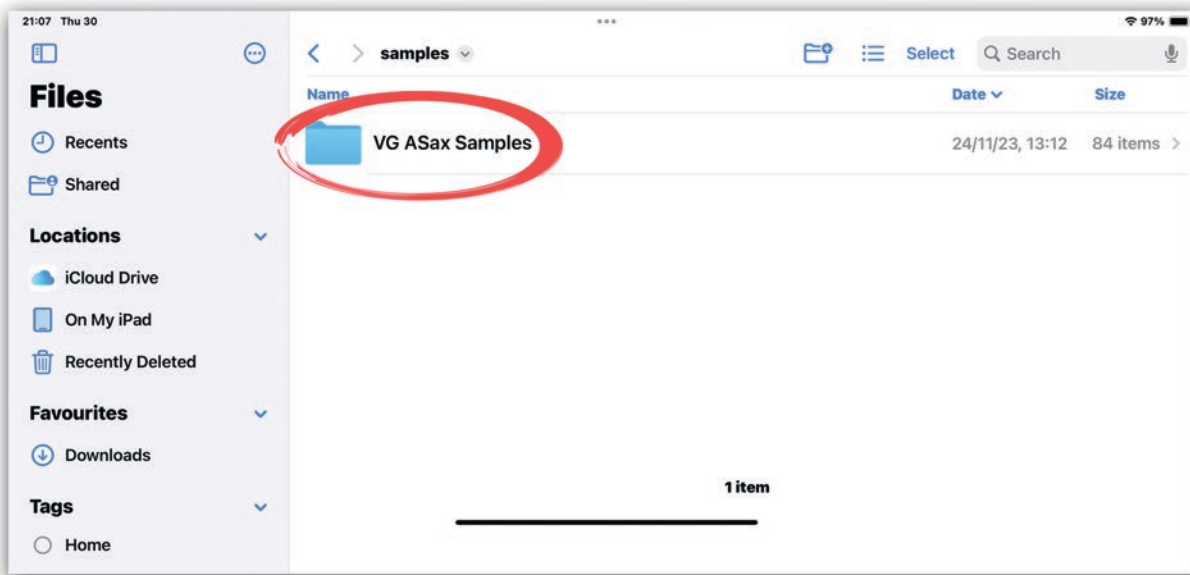 21:07 Thu 30
97%
Files
Recents
Shared
Locations
iCloud Drive
On My iPad
Recently Deleted
Favourites
Downloads
Tags
Home
samples
Select
Search
Name Date Size
VG ASax Samples 24/11/23, 13:12 84 items
1 item